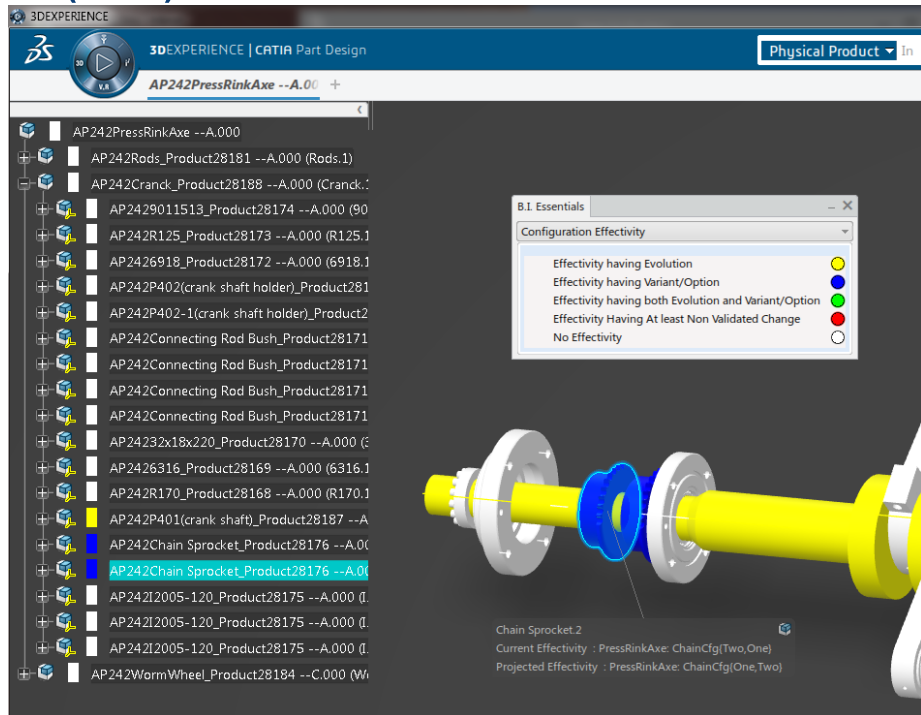 3DEXPERIENCE
3DEXPERIENCE | CATIA Part Design
Physical Product In
3D
V.R
AP242PressRinkAxe --A.00 +
AP242PressRinkAxe --A.000
AP242Rods_Product28181 --A.000 (Rods.1)
AP242Cranck_Product28188 --A.000 (Cranck.1
AP2429011513_Product28174 --A.000 (90
AP242R125_Product28173 --A.000 (R125.1
AP2426918_Product28172 --A.000 (6918.1
AP242P402(crank shaft holder)_Product281
AP242P402-1(crank shaft holder)_Product2
AP242Connecting Rod Bush_Product28171
AP242Connecting Rod Bush_Product28171
AP242Connecting Rod Bush_Product28171
AP242Connecting Rod Bush_Product28171
AP24232x18x220_Product28170 --A.000 (3
AP2426316_Product28169 --A.000 (6316.1
AP242R170_Product28168 --A.000 (R170.1
AP242P401(crank shaft)_Product28187 --A
AP242Chain Sprocket_Product28176 --A.00
AP242Chain Sprocket_Product28176 --A.00
AP242I2005-120_Product28175 --A.000 (I.
AP242I2005-120_Product28175 --A.000 (I.
AP242I2005-120_Product28175 --A.000 (I.
AP242WormWheel_Product28184 --C.000 (W
B.I. Essentials
Configuration Effectivity
Effectivity having Evolution
Effectivity having Variant/Option
Effectivity having both Evolution and Variant/Option
Effectivity Having At least Non Validated Change
No Effectivity
Chain Sprocket.2
Current Effectivity : PressRinkAxe: ChainCfg(Two,One)
Projected Effectivity : PressRinkAxe: ChainCfg(One,Two)